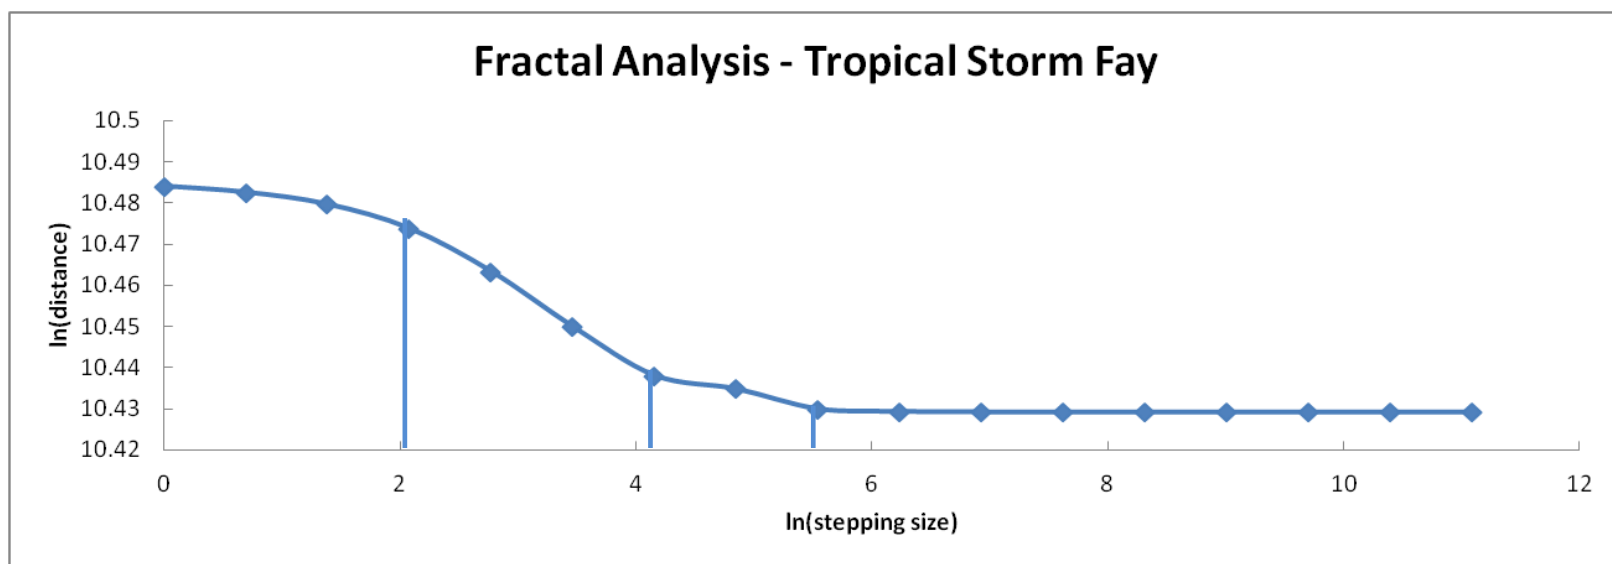 Fractal Analysis - Tropical Storm Fay
10.5
10.49
10.48
10.47
10.46
10.45
10.44
10.43
10.42
ln(distance)
0 2 4 6 8 10 12
ln(stepping size)